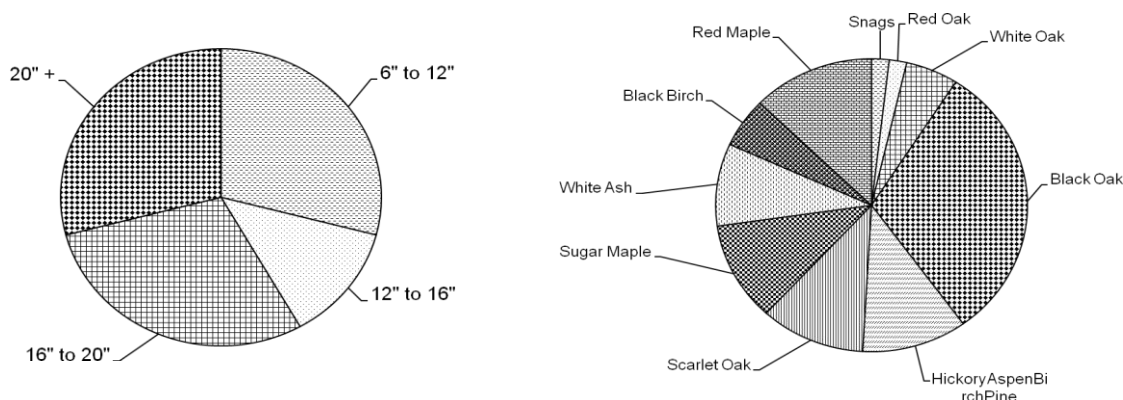 20" +
6" to 12"
12" to 16"
16" to 20"
Snags
Red Oak
White Oak
Red Maple
Black Birch
White Ash
Black Oak
Sugar Maple
Scarlet Oak
HickoryAspenBi
rchPine